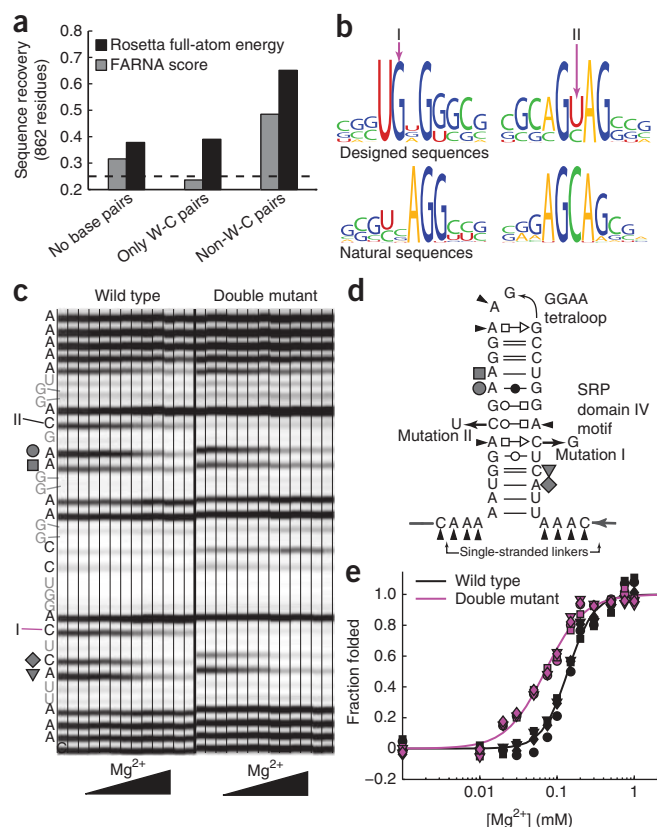 a
Sequence recovery
(862 residues)
0.8
0.7
0.6
0.5
0.4
0.3
0.2
Rosetta full-atom energy
FARNA score
No base pairs
Only W-C pairs
Non-W-C pairs
b
I
II
Designed sequences
Natural sequences
c
Wild type
Double mutant
A
A
A
A
A
U
G
G
A
II
C
G
A
A
G
G
A
A
G
G
C
C
U
G
G
A
I
C
U
C
A
U
U
A
A
A
A
C
Mg2+
Mg2+
d
G
A
GGAA
tetraloop
A G
G C
G C
A U
A G
G G
U C A
Mutation II
SRP
domain IV
motif
A C G
Mutation I
G U
G C
A A
U U
A U
C A A A A
A A A C
Single-stranded linkers
e
Wild type
Double mutant
Fraction folded
1.0
0.8
0.6
0.4
0.2
0
−0.2
0.01
0.1
1
[Mg2+] (mM)